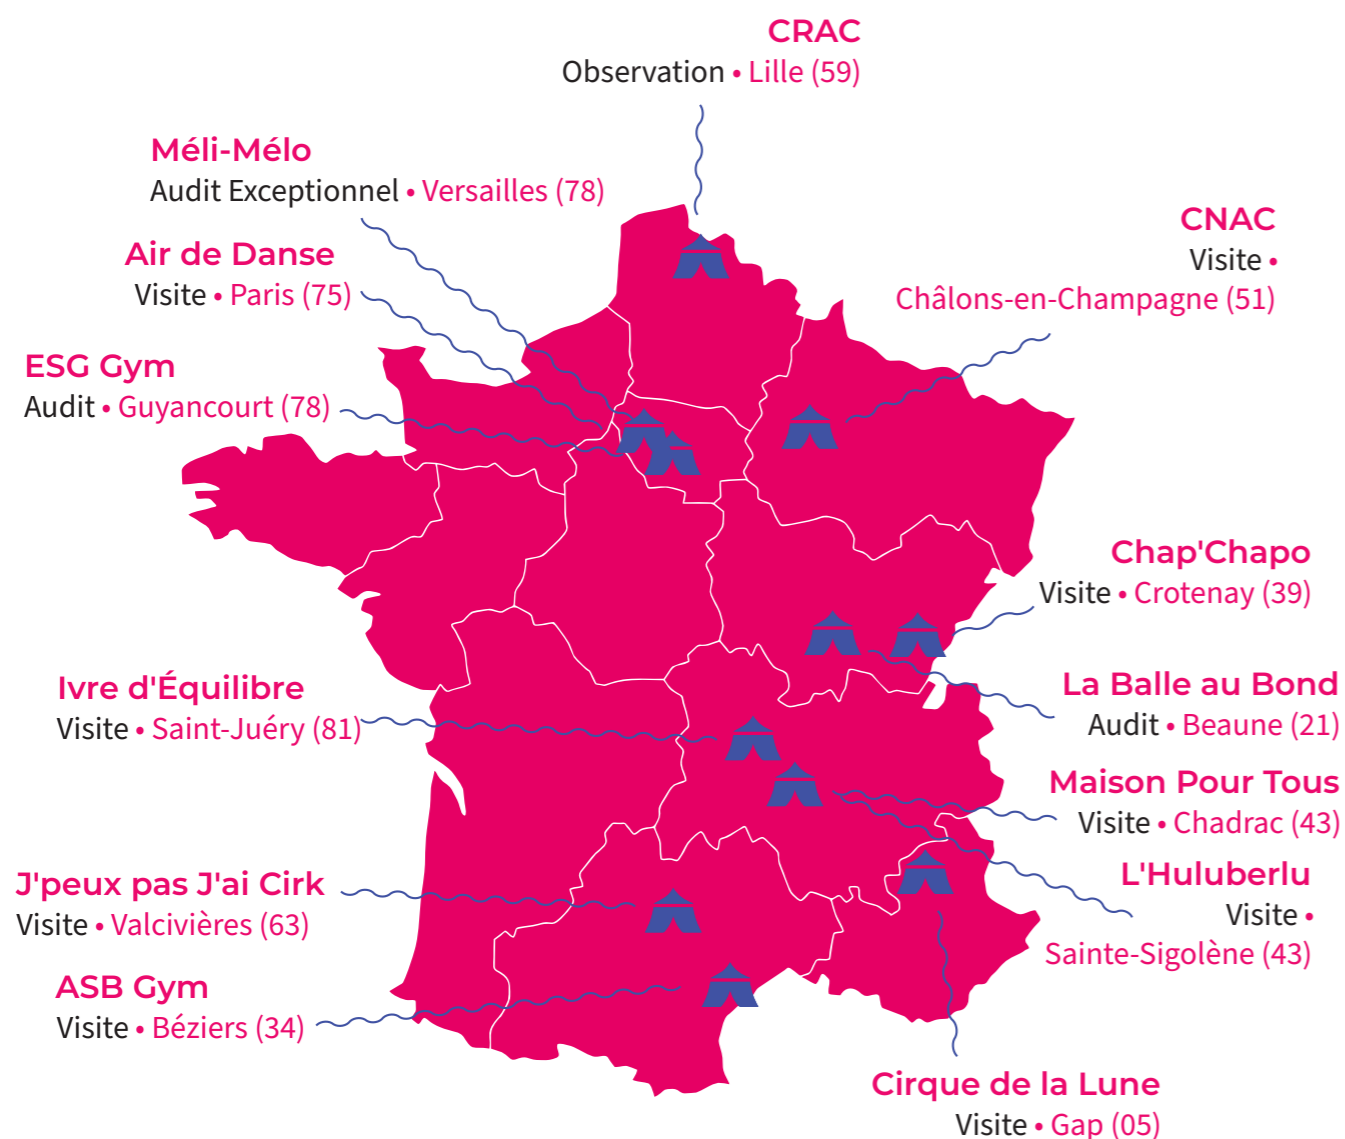 CRAC
Observation • Lille (59)
Méli-Mélo
Audit Exceptionnel • Versailles (78)
Air de Danse
Visite • Paris (75)
ESG Gym
Audit • Guyancourt (78)
CNAC
Visite •
Châlons-en-Champagne (51)
Chap'Chapo
Visite • Crotenay (39)
Ivre d'Équilibre
Visite • Saint-Juéry (81)
La Balle au Bond
Audit • Beaune (21)
Maison Pour Tous
Visite • Chadrac (43)
J'peux pas J'ai Cirk
Visite • Valcivières (63)
L'Huluberlu
Visite •
Sainte-Sigolène (43)
ASB Gym
Visite • Béziers (34)
Cirque de la Lune
Visite • Gap (05)